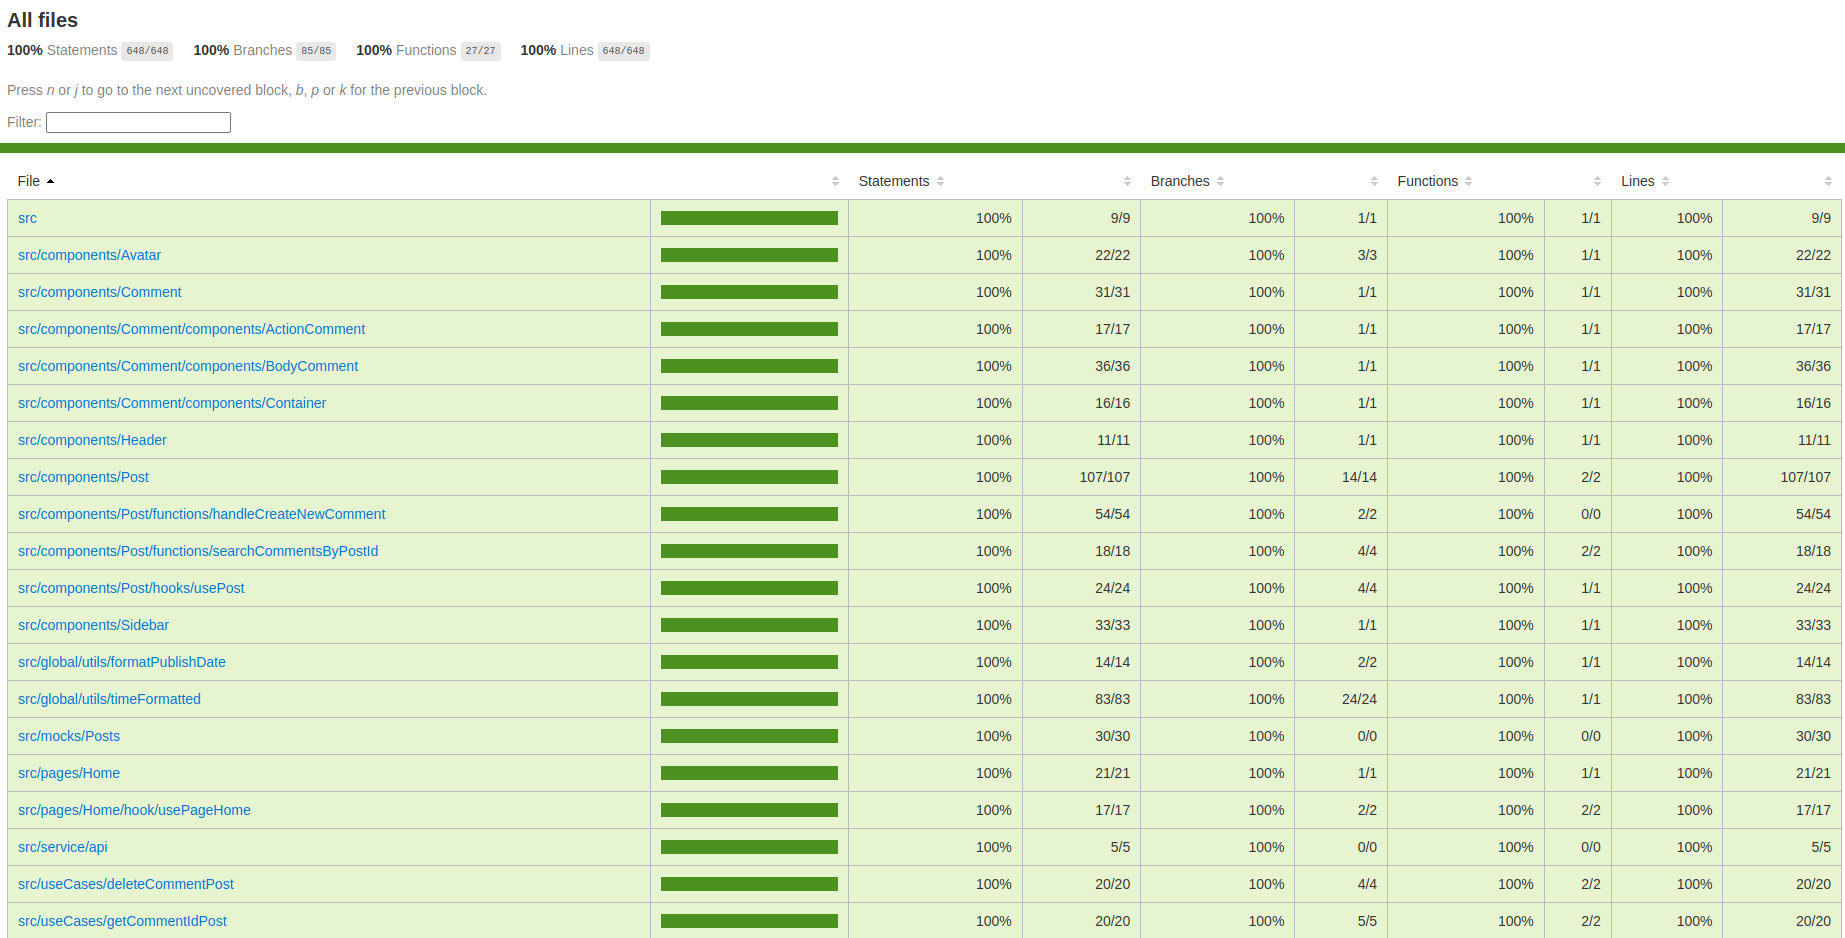 All files
100% Statements 648/648 100% Branches 85/85 100% Functions 27/27 100% Lines 648/648
Press n or j to go to the next uncovered block, b, p or k for the previous block.
Filter:
File Statements Branches Functions Lines
src 100% 9/9 100% 1/1 100% 1/1 100% 9/9
src/components/Avatar 100% 22/22 100% 3/3 100% 1/1 100% 22/22
src/components/Comment 100% 31/31 100% 1/1 100% 1/1 100% 31/31
src/components/Comment/components/ActionComment 100% 17/17 100% 1/1 100% 1/1 100% 17/17
src/components/Comment/components/BodyComment 100% 36/36 100% 1/1 100% 1/1 100% 36/36
src/components/Comment/components/Container 100% 16/16 100% 1/1 100% 1/1 100% 16/16
src/components/Header 100% 11/11 100% 1/1 100% 1/1 100% 11/11
src/components/Post 100% 107/107 100% 14/14 100% 2/2 100% 107/107
src/components/Post/functions/handleCreateNewComment 100% 54/54 100% 2/2 100% 0/0 100% 54/54
src/components/Post/functions/searchCommentsByPostId 100% 18/18 100% 4/4 100% 2/2 100% 18/18
src/components/Post/hooks/usePost 100% 24/24 100% 4/4 100% 1/1 100% 24/24
src/components/Sidebar 100% 33/33 100% 1/1 100% 1/1 100% 33/33
src/global/utils/formatPublishDate 100% 14/14 100% 2/2 100% 1/1 100% 14/14
src/global/utils/timeFormatted 100% 83/83 100% 24/24 100% 1/1 100% 83/83
src/mocks/Posts 100% 30/30 100% 0/0 100% 0/0 100% 30/30
src/pages/Home 100% 21/21 100% 1/1 100% 1/1 100% 21/21
src/pages/Home/hook/usePageHome 100% 17/17 100% 2/2 100% 2/2 100% 17/17
src/service/api 100% 5/5 100% 0/0 100% 0/0 100% 5/5
src/useCases/deleteCommentPost 100% 20/20 100% 4/4 100% 2/2 100% 20/20
src/useCases/getCommentIdPost 100% 20/20 100% 5/5 100% 2/2 100% 20/20